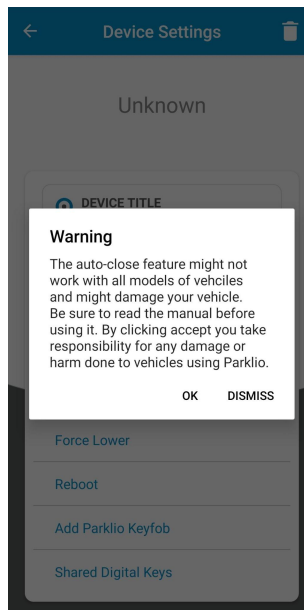 Device Settings
Unknown
DEVICE TITLE
Warning
The auto-close feature might not
work with all models of vehciles
and might damage your vehicle.
Be sure to read the manual before
using it. By clicking accept you take
responsibility for any damage or
harm done to vehicles using Parklio.
OK DISMISS
Force Lower
Reboot
Add Parklio Keyfob
Shared Digital Keys